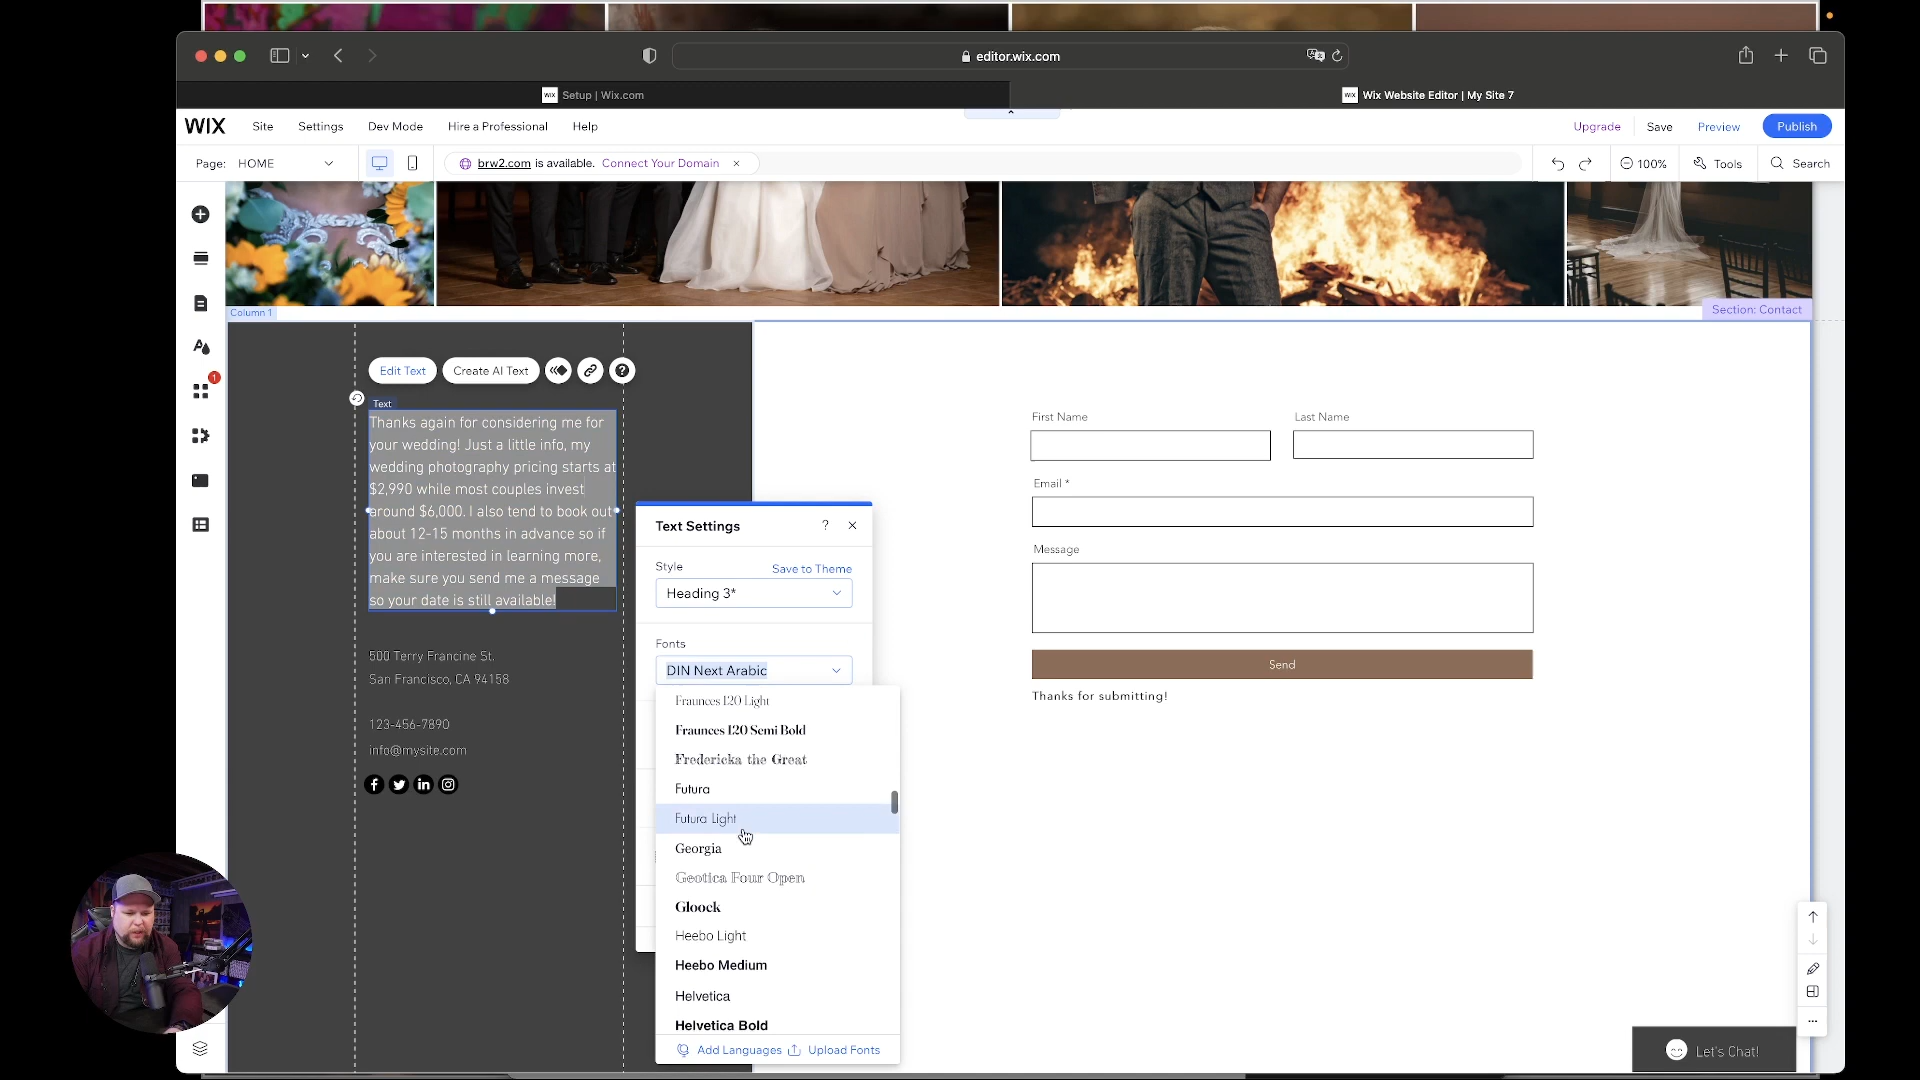 editor.wix.com
WIX Setup | Wix.com
WIX Wix Website Editor | My Site 7
WIX Site Settings Dev Mode Hire a Professional Help
Upgrade Save Preview Publish
Page: HOME
brw2.com is available. Connect Your Domain ×
100% Tools Search
1
Column 1
Section: Contact
Edit Text Create AI Text ?
Text
Thanks again for considering me for
your wedding! Just a little info, my
wedding photography pricing starts at
$2,990 while most couples invest
around $6,000. I also tend to book out
about 12-15 months in advance so if
you are interested in learning more,
make sure you send me a message
so your date is still available!
500 Terry Francine St.
San Francisco, CA 94158
123-456-7890
info@mysite.com
Text Settings ? ×
Style Save to Theme
Heading 3*
Fonts
DIN Next Arabic
Fraunces 120 Light
Fraunces 120 Semi Bold
Fredericka the Great
Futura
Futura Light
Georgia
Geotica Four Open
Gloock
Heebo Light
Heebo Medium
Helvetica
Helvetica Bold
Add Languages Upload Fonts
First Name Last Name
Email *
Message
Send
Thanks for submitting!
Let's Chat!